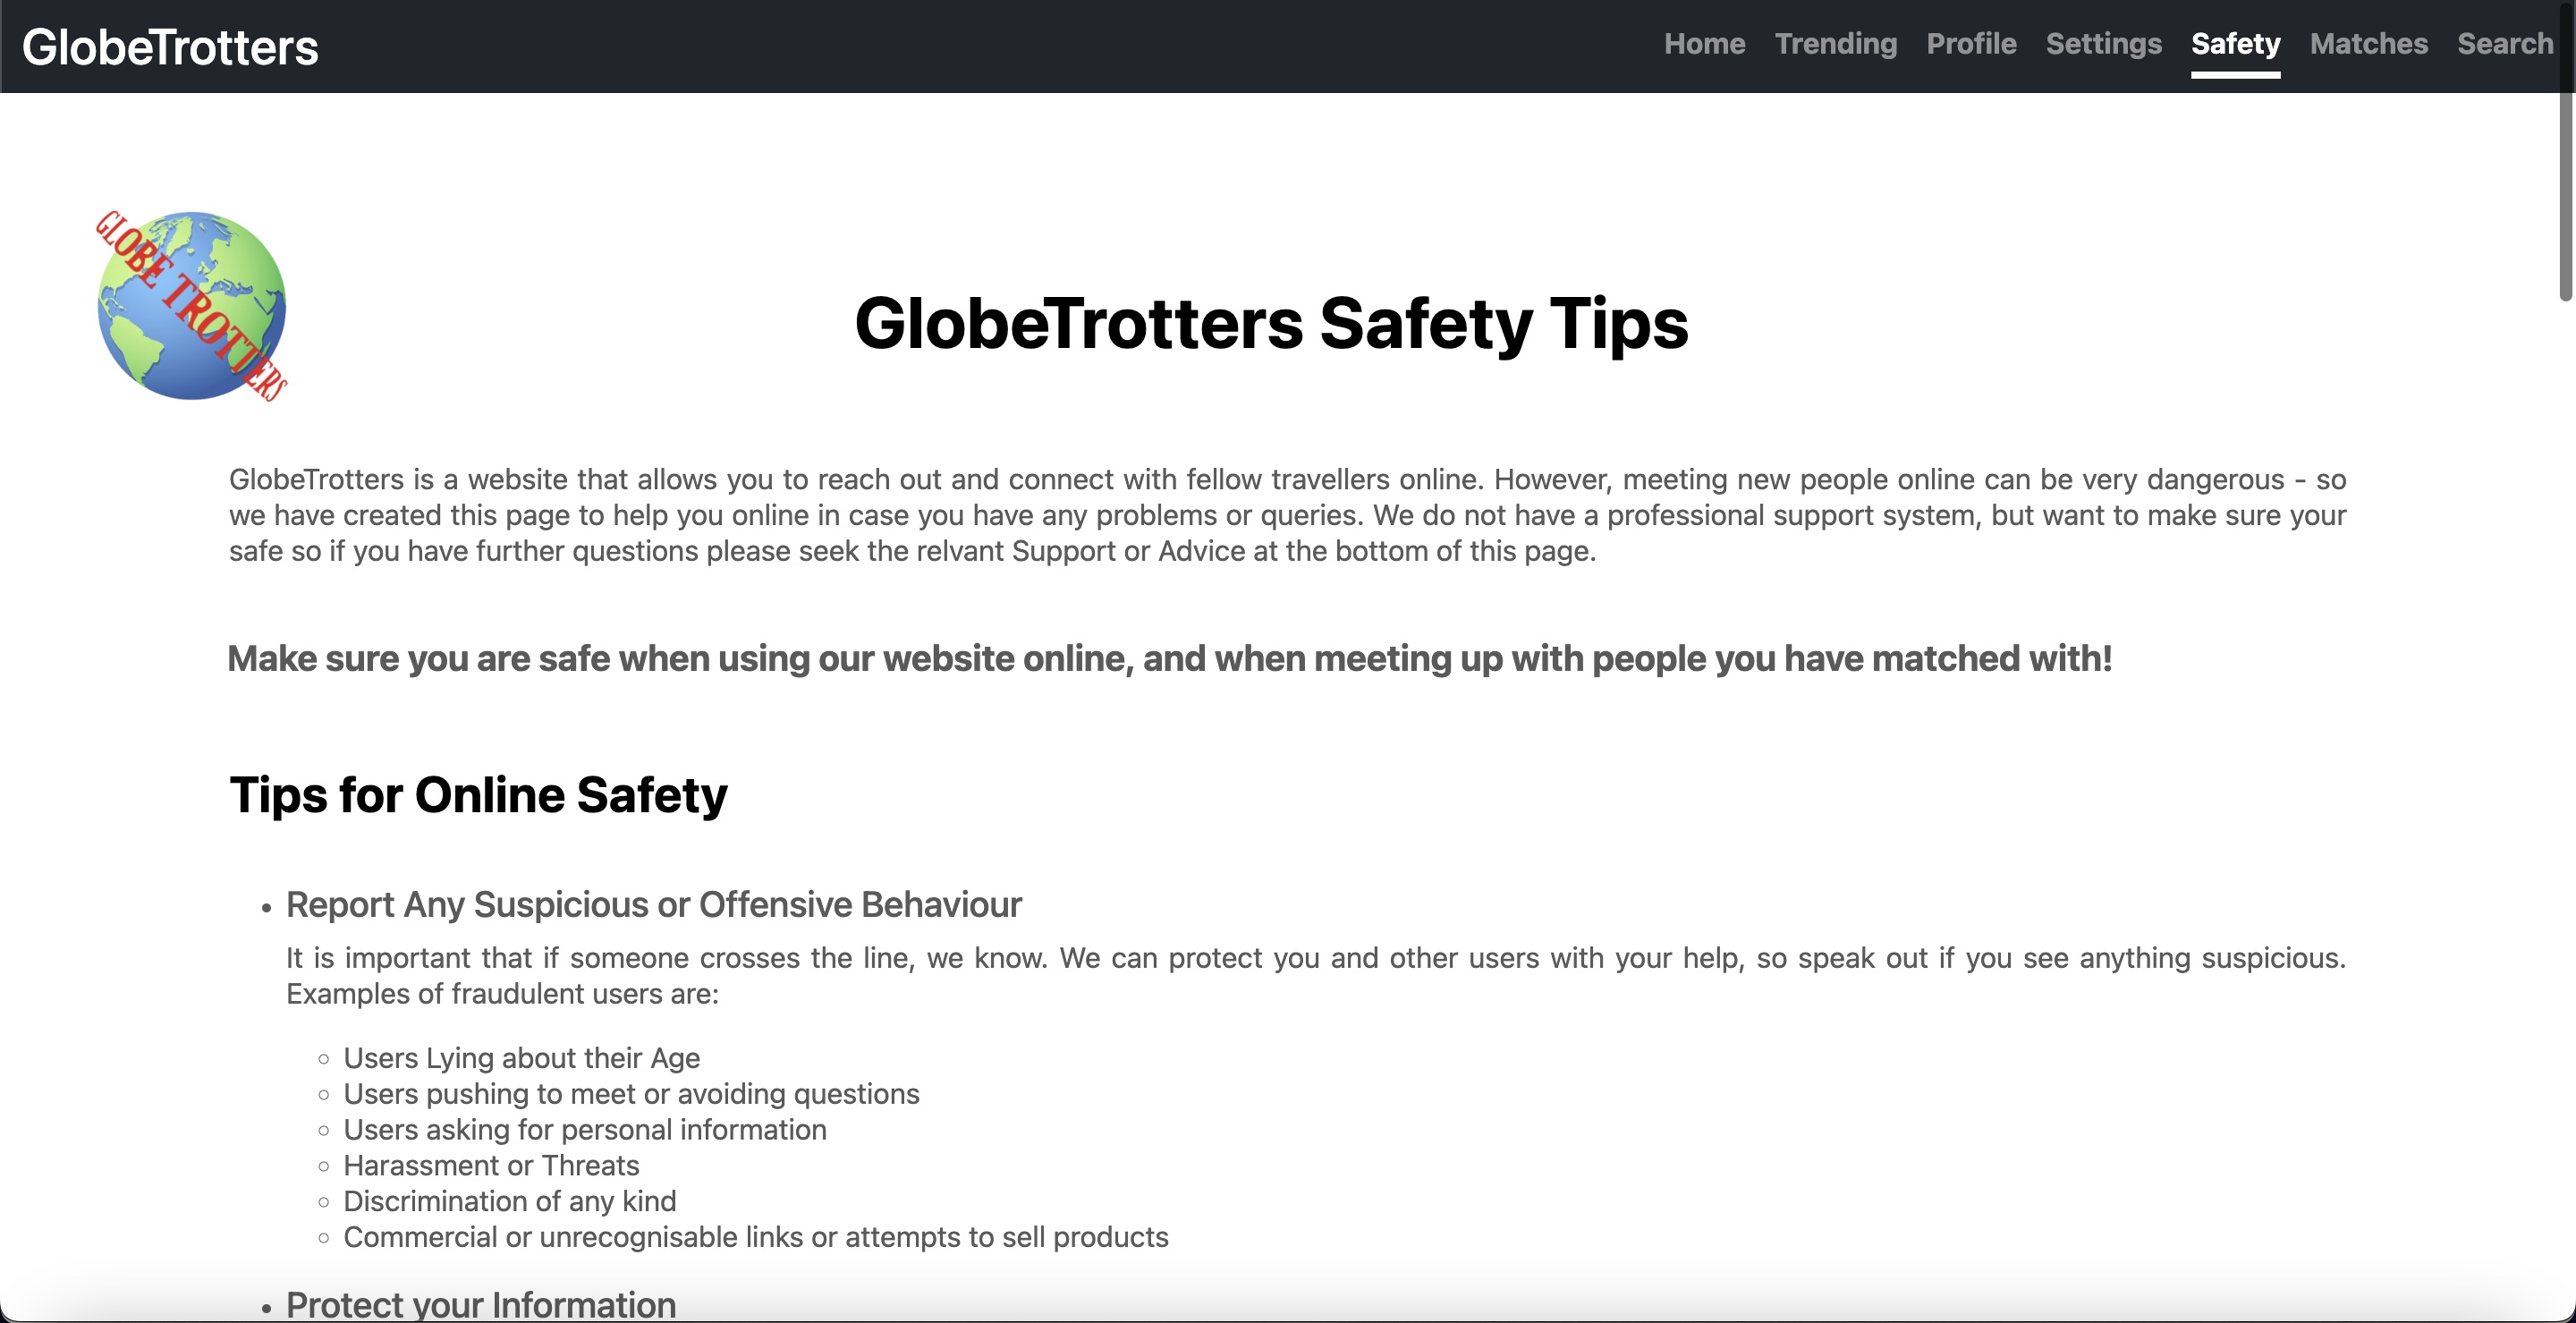 GlobeTrotters
Home Trending Profile Settings Safety Matches Search
GLOBE TROTTERS
GlobeTrotters Safety Tips
GlobeTrotters is a website that allows you to reach out and connect with fellow travellers online. However, meeting new people online can be very dangerous - so
we have created this page to help you online in case you have any problems or queries. We do not have a professional support system, but want to make sure your
safe so if you have further questions please seek the relvant Support or Advice at the bottom of this page.
Make sure you are safe when using our website online, and when meeting up with people you have matched with!
Tips for Online Safety
• Report Any Suspicious or Offensive Behaviour
It is important that if someone crosses the line, we know. We can protect you and other users with your help, so speak out if you see anything suspicious.
Examples of fraudulent users are:
○ Users Lying about their Age
○ Users pushing to meet or avoiding questions
○ Users asking for personal information
○ Harassment or Threats
○ Discrimination of any kind
○ Commercial or unrecognisable links or attempts to sell products
• Protect your Information